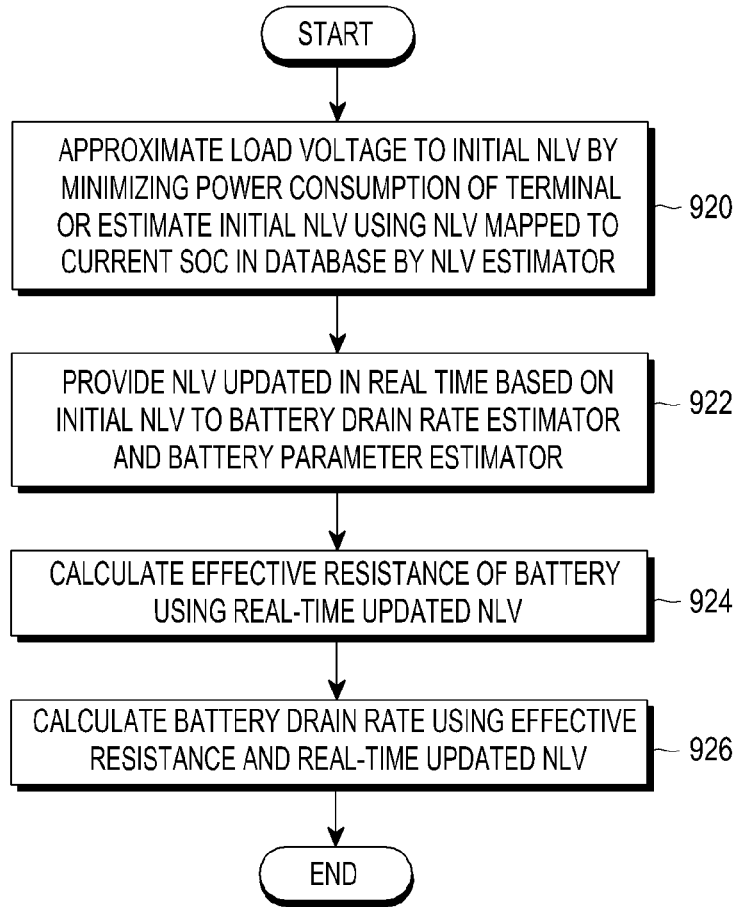 START
APPROXIMATE LOAD VOLTAGE TO INITIAL NLV BY
MINIMIZING POWER CONSUMPTION OF TERMINAL
OR ESTIMATE INITIAL NLV USING NLV MAPPED TO
CURRENT SOC IN DATABASE BY NLV ESTIMATOR
920
PROVIDE NLV UPDATED IN REAL TIME BASED ON
INITIAL NLV TO BATTERY DRAIN RATE ESTIMATOR
AND BATTERY PARAMETER ESTIMATOR
922
CALCULATE EFFECTIVE RESISTANCE OF BATTERY
USING REAL-TIME UPDATED NLV
924
CALCULATE BATTERY DRAIN RATE USING EFFECTIVE
RESISTANCE AND REAL-TIME UPDATED NLV
926
END